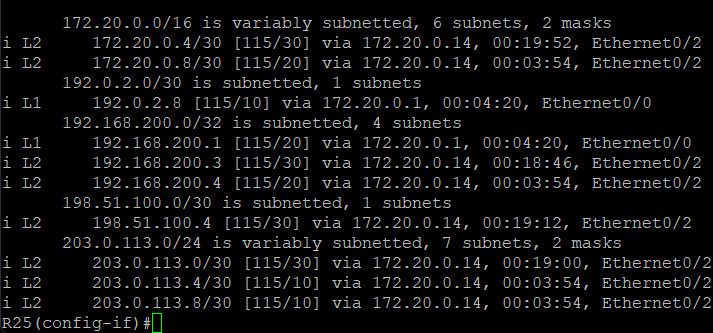 172.20.0.0/16 is variably subnetted, 6 subnets, 2 masks
i L2 172.20.0.4/30 [115/30] via 172.20.0.14, 00:19:52, Ethernet0/2
i L2 172.20.0.8/30 [115/20] via 172.20.0.14, 00:03:54, Ethernet0/2
192.0.2.0/30 is subnetted, 1 subnets
i L1 192.0.2.8 [115/10] via 172.20.0.1, 00:04:20, Ethernet0/0
192.168.200.0/32 is subnetted, 4 subnets
i L1 192.168.200.1 [115/20] via 172.20.0.1, 00:04:20, Ethernet0/0
i L2 192.168.200.3 [115/30] via 172.20.0.14, 00:18:46, Ethernet0/2
i L2 192.168.200.4 [115/20] via 172.20.0.14, 00:03:54, Ethernet0/2
198.51.100.0/30 is subnetted, 1 subnets
i L2 198.51.100.4 [115/30] via 172.20.0.14, 00:19:12, Ethernet0/2
203.0.113.0/24 is variably subnetted, 7 subnets, 2 masks
i L2 203.0.113.0/30 [115/30] via 172.20.0.14, 00:19:00, Ethernet0/2
i L2 203.0.113.4/30 [115/10] via 172.20.0.14, 00:03:54, Ethernet0/2
i L2 203.0.113.8/30 [115/10] via 172.20.0.14, 00:03:54, Ethernet0/2
R25(config-if)#